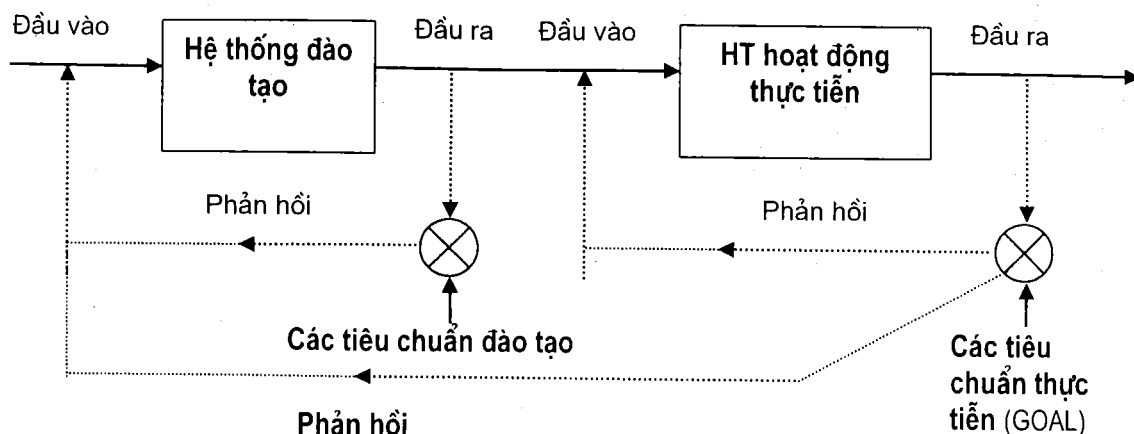 Đầu vào
Hệ thống đào
tạo
Đầu ra
Đầu vào
HT hoạt động
thực tiễn
Đầu ra
Phản hồi
Phản hồi
Các tiêu chuẩn đào tạo
Các tiêu
chuẩn thực
tiễn (GOAL)
Phản hồi